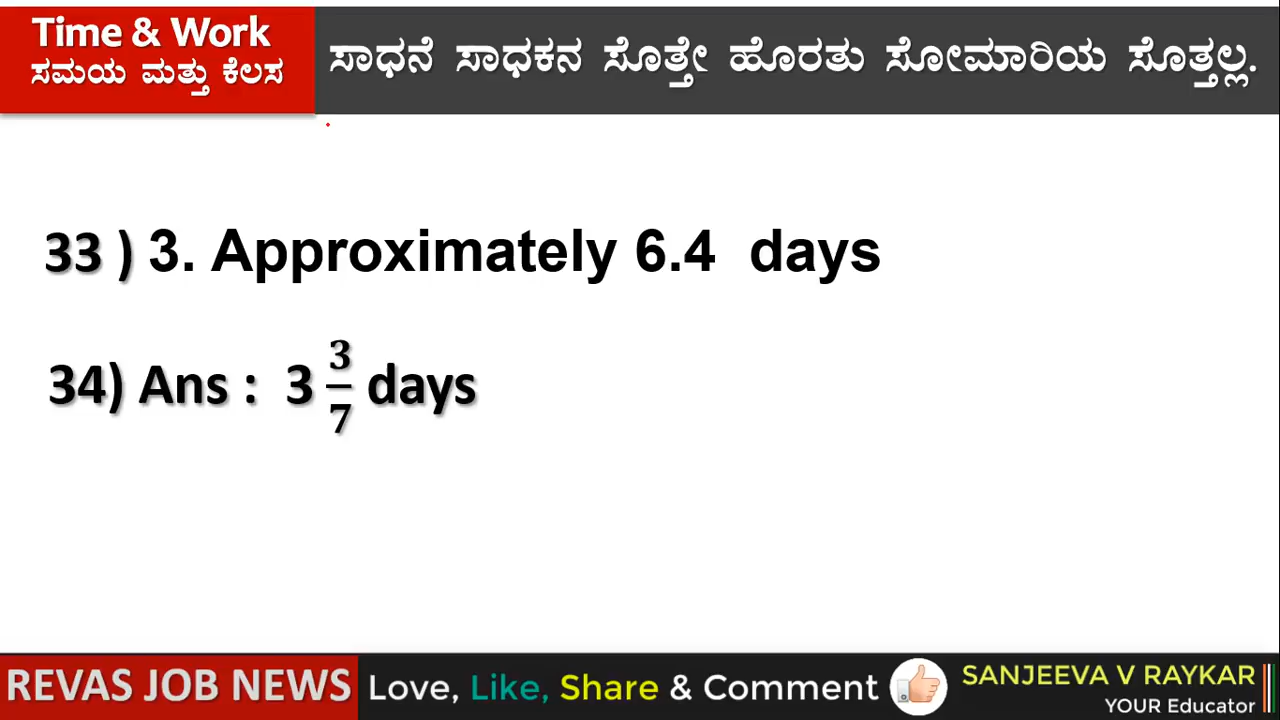 Time & Work
ಸಮಯ ಮತ್ತು ಕೆಲಸ
ಸಾಧನೆ ಸಾಧಕನ ಸೊತ್ತೇ ಹೊರತು ಸೋಮಾರಿಯ ಸೊತ್ತಲ್ಲ.
33 ) 3. Approximately 6.4 days
34) Ans : 3 3/7 days
REVAS JOB NEWS
Love, Like, Share & Comment
SANJEEVA V RAYKAR
YOUR Educator